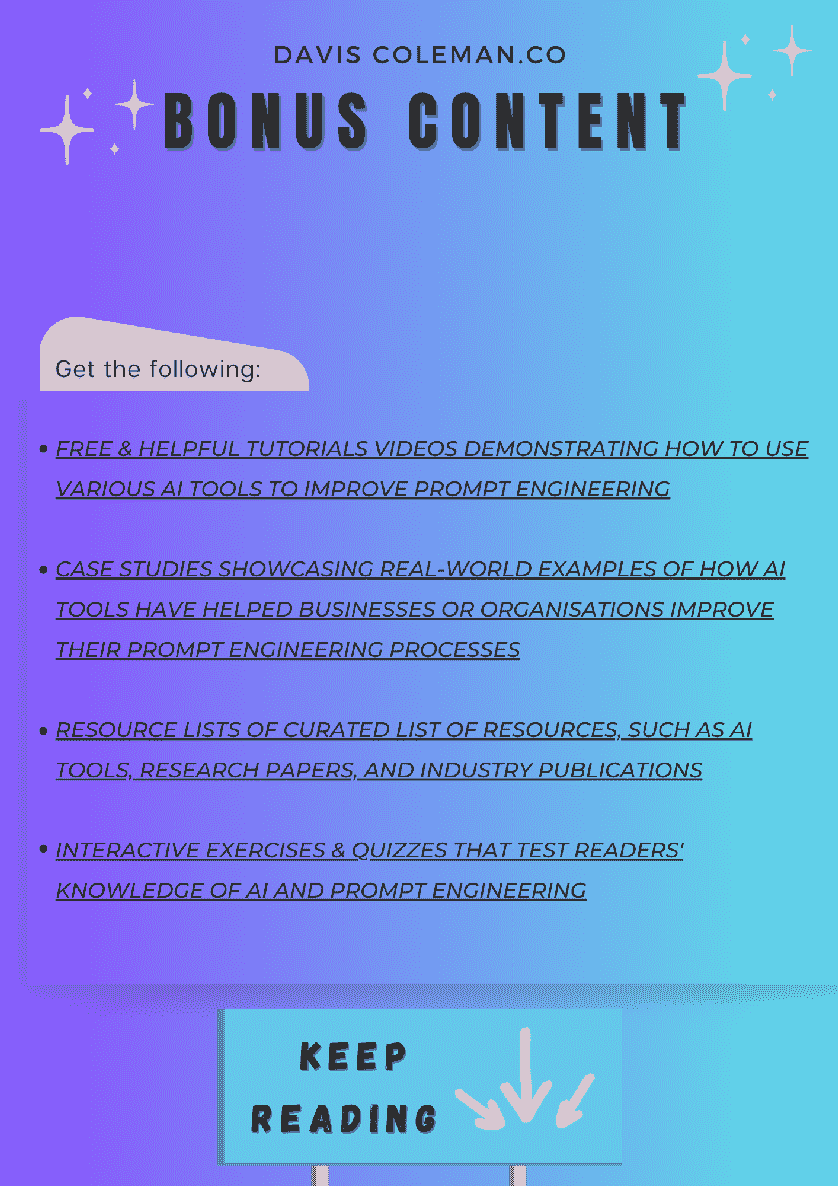 DAVIS COLEMAN.CO
BONUS CONTENT
Get the following:
• FREE & HELPFUL TUTORIALS VIDEOS DEMONSTRATING HOW TO USE
VARIOUS AI TOOLS TO IMPROVE PROMPT ENGINEERING
• CASE STUDIES SHOWCASING REAL-WORLD EXAMPLES OF HOW AI
TOOLS HAVE HELPED BUSINESSES OR ORGANISATIONS IMPROVE
THEIR PROMPT ENGINEERING PROCESSES
• RESOURCE LISTS OF CURATED LIST OF RESOURCES, SUCH AS AI
TOOLS, RESEARCH PAPERS, AND INDUSTRY PUBLICATIONS
• INTERACTIVE EXERCISES & QUIZZES THAT TEST READERS'
KNOWLEDGE OF AI AND PROMPT ENGINEERING
KEEP
READING